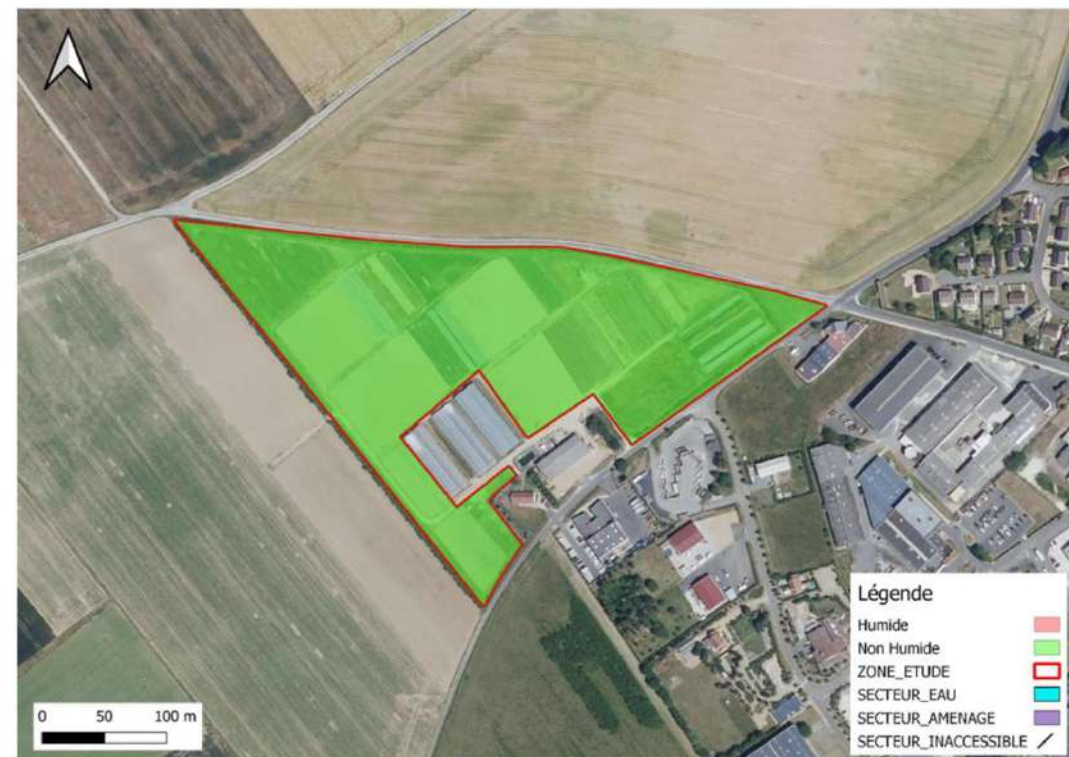 Légende
Humide
Non Humide
ZONE_ETUDE
SECTEUR_EAU
SECTEUR_AMENAGE
SECTEUR_INACCESSIBLE
0 50 100 m